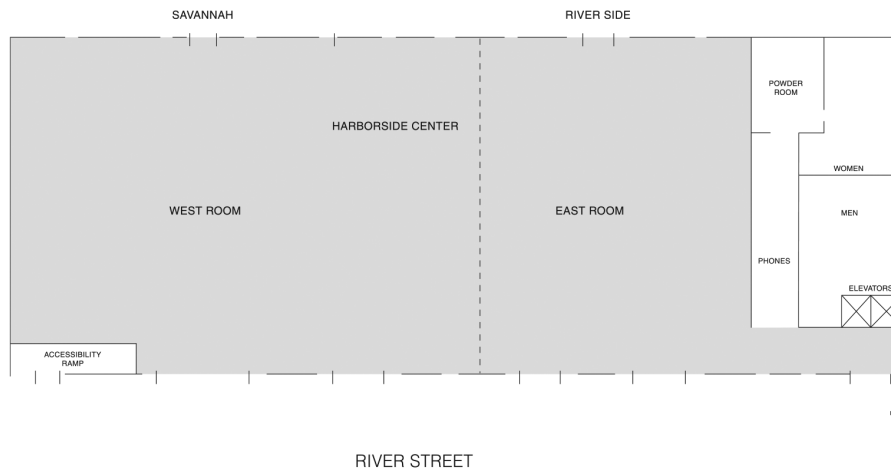 SAVANNAH
RIVER SIDE
POWDER
ROOM
HARBORSIDE CENTER
WOMEN
WEST ROOM
EAST ROOM
MEN
PHONES
ELEVATORS
ACCESSIBILITY
RAMP
RIVER STREET